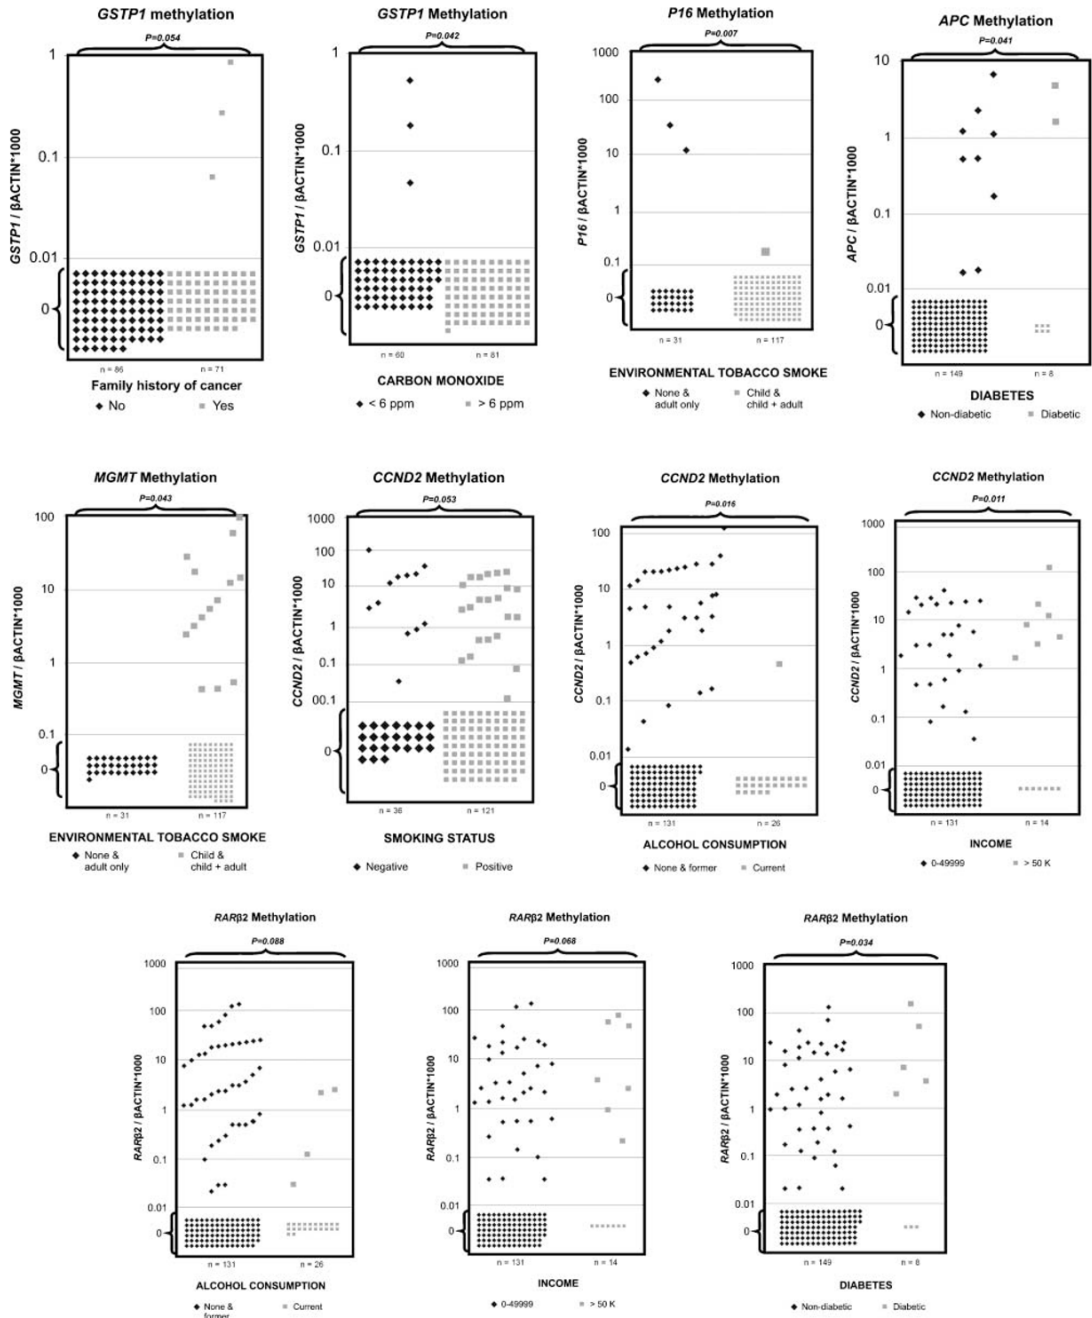 GSTP1 methylation
P=0.054
1
0.1
0.01
0
GSTP1 / βACTIN*1000
n = 86
n = 71
Family history of cancer
No
Yes
GSTP1 Methylation
P=0.042
1
0.1
0.01
0
GSTP1 / βACTIN*1000
n = 60
n = 81
CARBON MONOXIDE
< 6 ppm
> 6 ppm
P16 Methylation
P=0.007
1000
100
10
1
0.1
0
P16 / βACTIN*1000
n = 31
n = 117
ENVIRONMENTAL TOBACCO SMOKE
None &
adult only
Child &
child + adult
APC Methylation
P=0.041
10
1
0.1
0.01
0
APC / βACTIN*1000
n = 149
n = 8
DIABETES
Non-diabetic
Diabetic
MGMT Methylation
P=0.043
100
10
1
0.1
0
MGMT / βACTIN*1000
n = 31
n = 117
ENVIRONMENTAL TOBACCO SMOKE
None &
adult only
Child &
child + adult
CCND2 Methylation
P=0.053
1000
100
10
1
0.1
00.1
0
CCND2 / βACTIN*1000
n = 36
n = 121
SMOKING STATUS
Negative
Positive
CCND2 Methylation
P=0.016
100
10
1
0.1
0.01
0
CCND2 / βACTIN*1000
n = 131
n = 26
ALCOHOL CONSUMPTION
None & former
Current
CCND2 Methylation
P=0.011
1000
100
10
1
0.1
0.01
0
CCND2 / βACTIN*1000
n = 131
n = 14
INCOME
0-49999
> 50 K
RARβ2 Methylation
P=0.088
1000
100
10
1
0.1
0.01
0
RARβ2 / βACTIN*1000
n = 131
n = 26
ALCOHOL CONSUMPTION
None &
former
Current
RARβ2 Methylation
P=0.068
1000
100
10
1
0.1
0.01
0
RARβ2 / βACTIN*1000
n = 131
n = 14
INCOME
0-49999
> 50 K
RARβ2 Methylation
P=0.034
1000
100
10
1
0.1
0.01
0
RARβ2 / βACTIN*1000
n = 149
n = 8
DIABETES
Non-diabetic
Diabetic